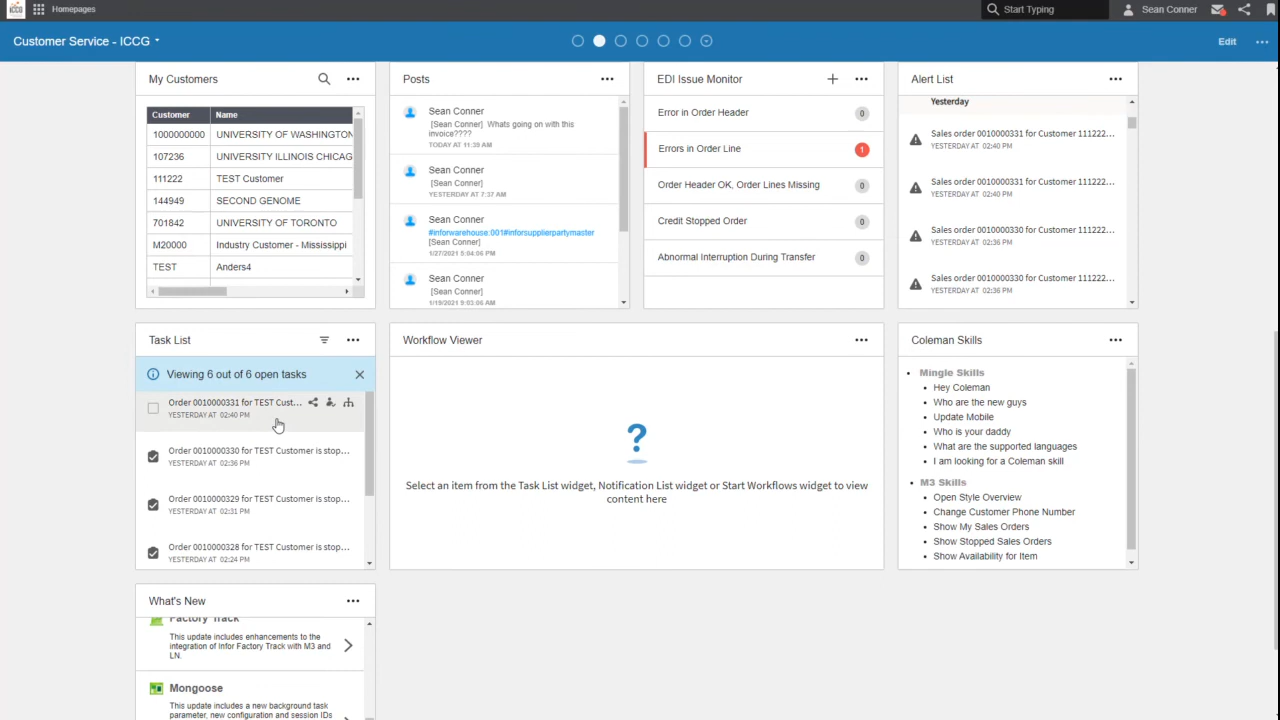 ICCG
Homepages
Start Typing
Sean Conner
Customer Service - ICCG
Edit
My Customers
Customer Name
1000000000 UNIVERSITY OF WASHINGTON
107236 UNIVERSITY ILLINOIS CHICAG
111222 TEST Customer
144949 SECOND GENOME
701842 UNIVERSITY OF TORONTO
M20000 Industry Customer - Mississippi
TEST Anders4
Posts
Sean Conner
[Sean Conner] Whats going on with this
invoice????
TODAY AT 11:39 AM
Sean Conner
[Sean Conner]
YESTERDAY AT 7:37 AM
Sean Conner
#inforwarehouse:001#inforsupplierpartymaster
[Sean Conner]
1/27/2021 5:04:06 PM
Sean Conner
[Sean Conner]
1/19/2021 9:03:06 AM
EDI Issue Monitor
Error in Order Header 0
Errors in Order Line 1
Order Header OK, Order Lines Missing 0
Credit Stopped Order 0
Abnormal Interruption During Transfer 0
Alert List
Yesterday
Sales order 0010000331 for Customer 111222...
YESTERDAY AT 02:40 PM
Sales order 0010000331 for Customer 111222...
YESTERDAY AT 02:40 PM
Sales order 0010000330 for Customer 111222...
YESTERDAY AT 02:36 PM
Sales order 0010000330 for Customer 111222...
YESTERDAY AT 02:36 PM
Task List
Viewing 6 out of 6 open tasks
Order 0010000331 for TEST Cust...
YESTERDAY AT 02:40 PM
Order 0010000330 for TEST Customer is stop...
YESTERDAY AT 02:36 PM
Order 0010000329 for TEST Customer is stop...
YESTERDAY AT 02:31 PM
Order 0010000328 for TEST Customer is stop...
YESTERDAY AT 02:24 PM
Workflow Viewer
?
Select an item from the Task List widget, Notification List widget or Start Workflows widget to view
content here
Coleman Skills
Mingle Skills
Hey Coleman
Who are the new guys
Update Mobile
Who is your daddy
What are the supported languages
I am looking for a Coleman skill
M3 Skills
Open Style Overview
Change Customer Phone Number
Show My Sales Orders
Show Stopped Sales Orders
Show Availability for Item
What's New
Factory Track
This update includes enhancements to the
integration of Infor Factory Track with M3 and
LN.
Mongoose
This update includes a new background task
parameter, new configuration and session IDs